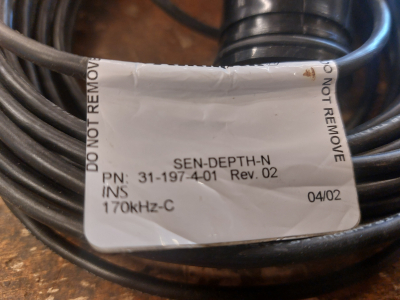 DO NOT REMOVE
DO NOT REMOVE
SEN-DEPTH-N
PN: 31-197-4-01 Rev. 02
INS
170kHz-C
04/02